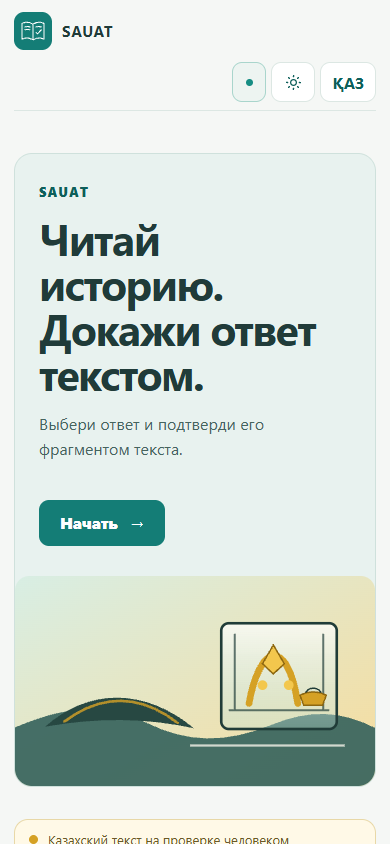 SAUAT
ҚАЗ
SAUAT
Читай
историю.
Докажи ответ
текстом.
Выбери ответ и подтверди его
фрагментом текста.
Начать →
Казахский текст на проверке человеком